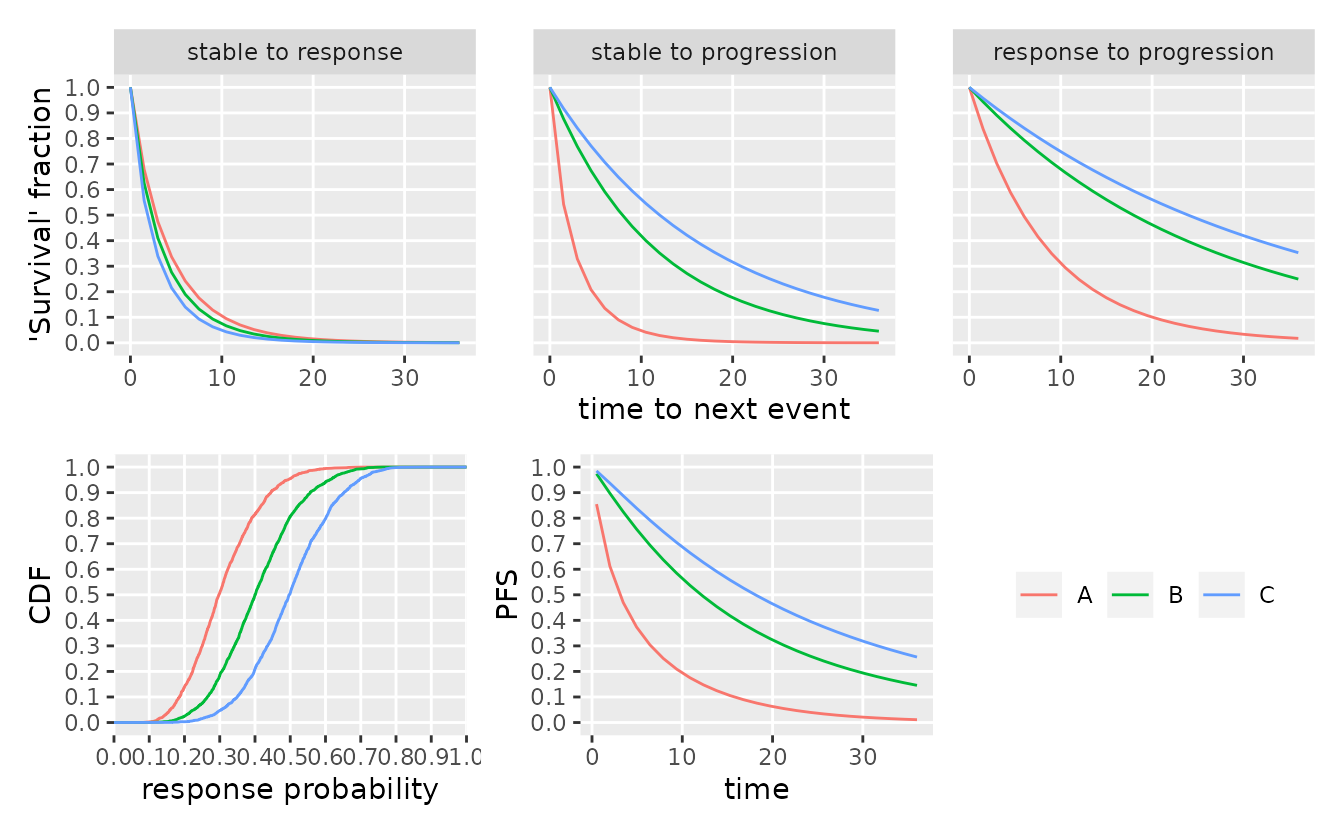 stable to response
stable to progression
response to progression
'Survival' fraction
1.0
0.9
0.8
0.7
0.6
0.5
0.4
0.3
0.2
0.1
0.0
0 10 20 30
0 10 20 30
0 10 20 30
time to next event
CDF
1.0
0.9
0.8
0.7
0.6
0.5
0.4
0.3
0.2
0.1
0.0
0.00.10.20.30.40.50.60.70.80.91.0
response probability
PFS
1.0
0.9
0.8
0.7
0.6
0.5
0.4
0.3
0.2
0.1
0.0
0 10 20 30
time
A B C